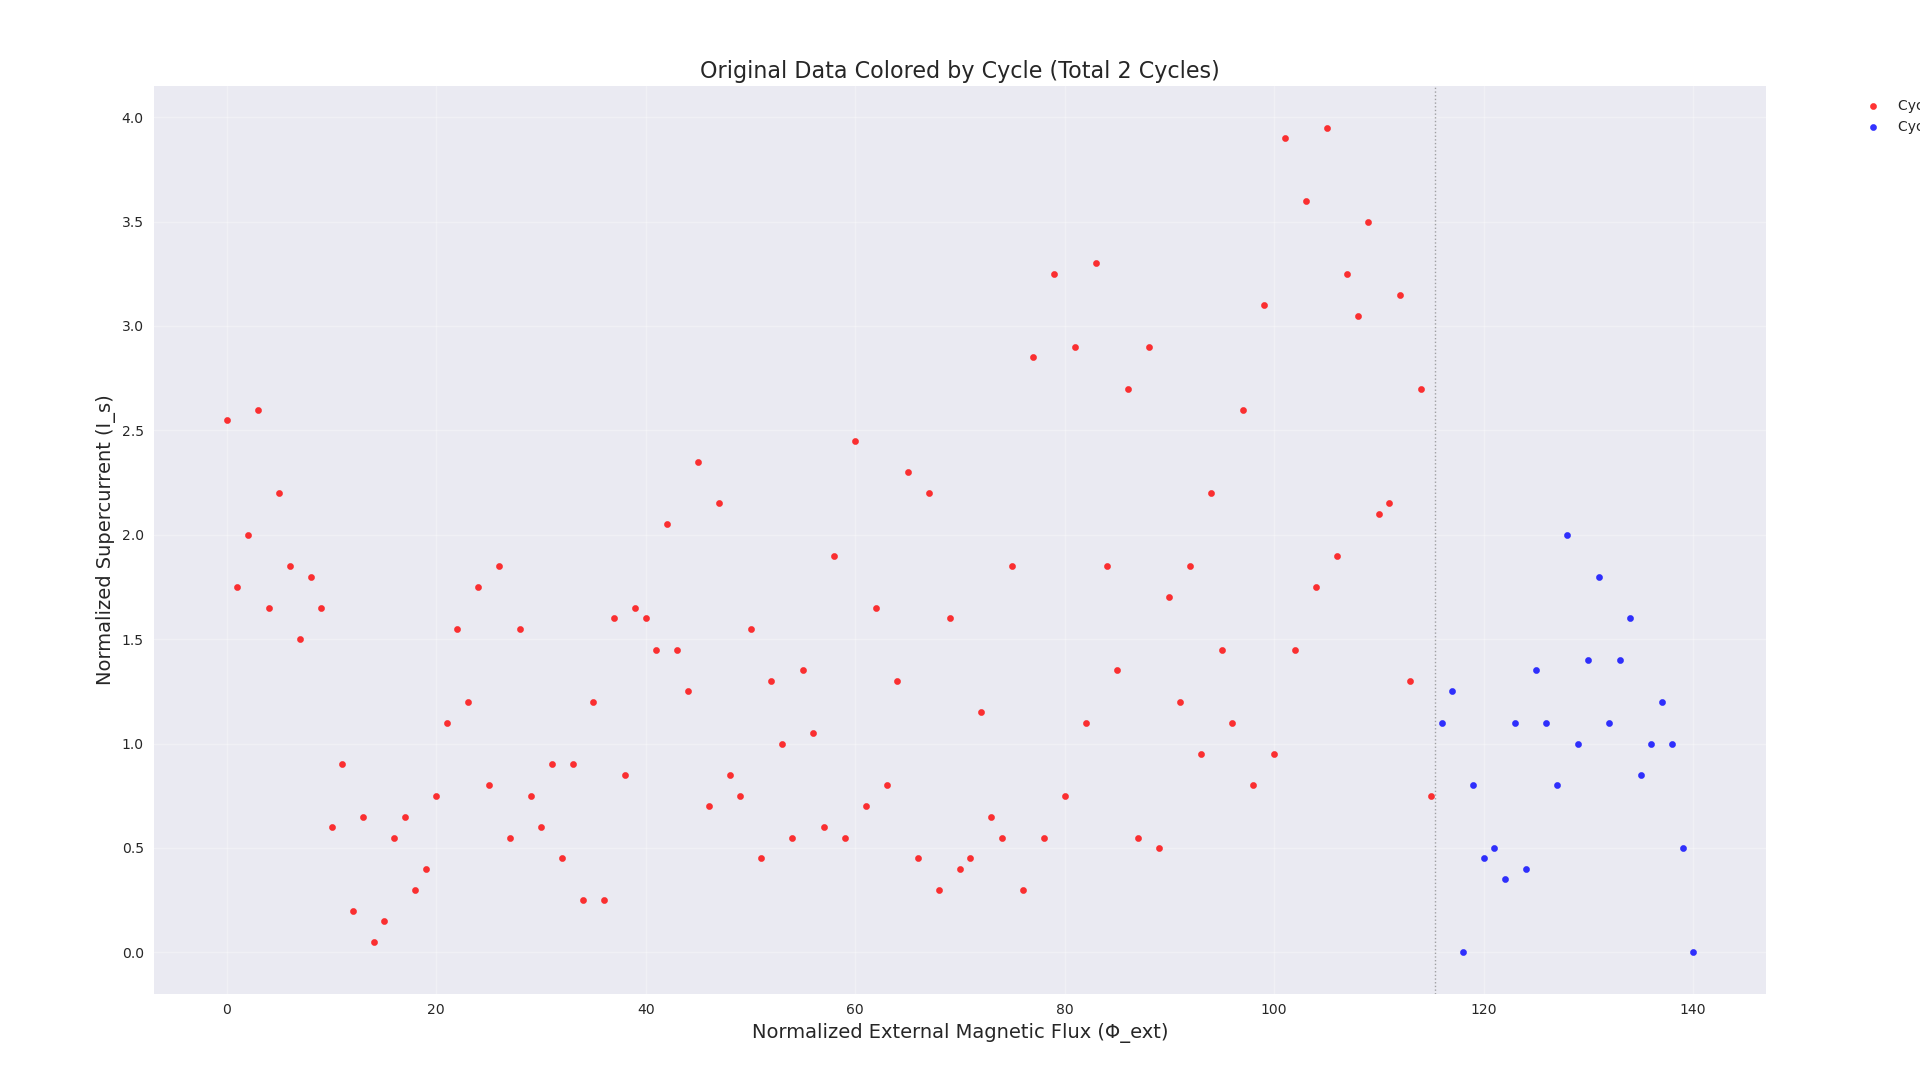 Original Data Colored by Cycle (Total 2 Cycles)
Cyc
Cyc
4.0
3.5
3.0
2.5
2.0
1.5
1.0
0.5
0.0
Normalized Supercurrent (I_s)
0 20 40 60 80 100 120 140
Normalized External Magnetic Flux (Φ_ext)